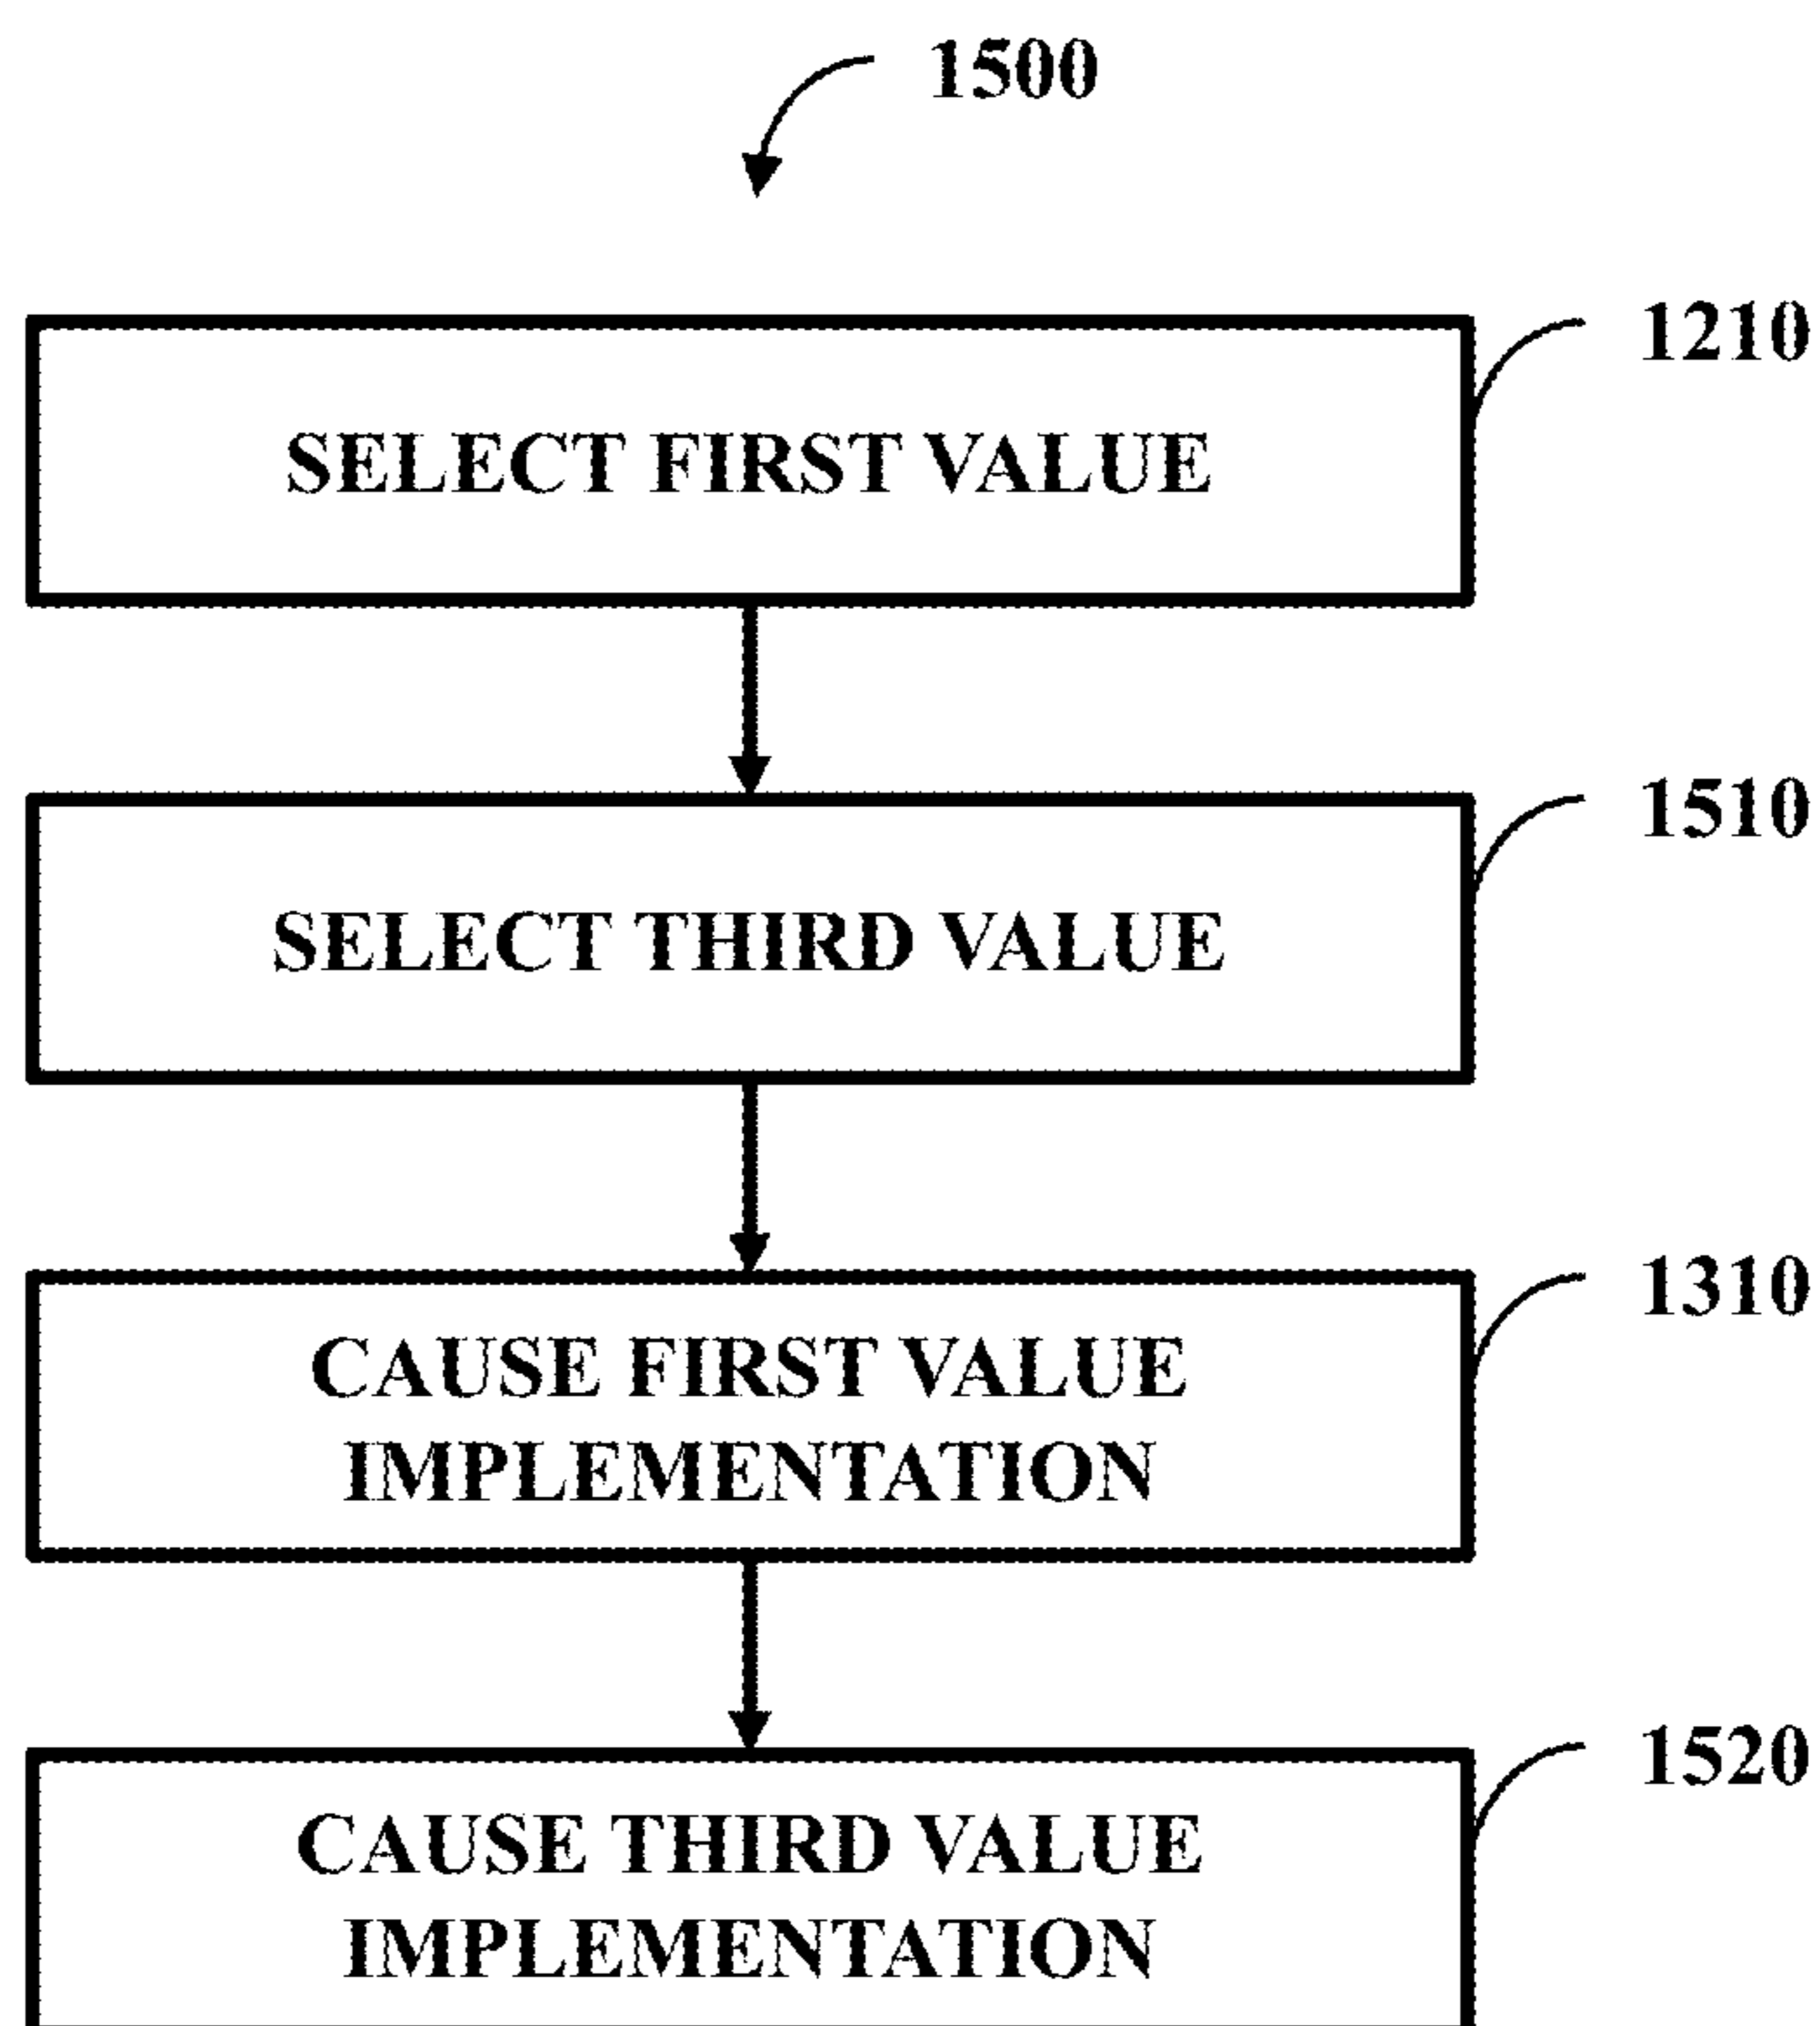 1500
1210
SELECT FIRST VALUE
1510
SELECT THIRD VALUE
1310
CAUSE FIRST VALUE
IMPLEMENTATION
1520
CAUSE THIRD VALUE
IMPLEMENTATION